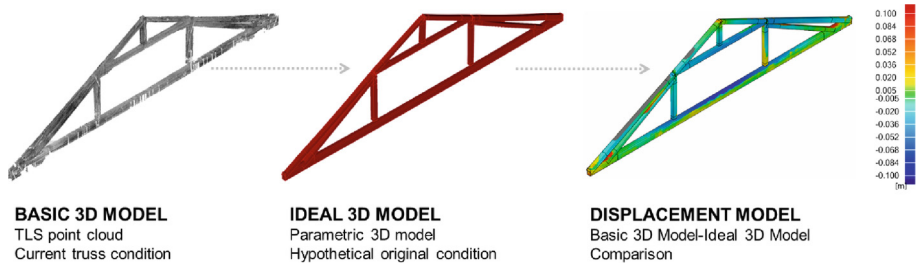 0.100
0.084
0.068
0.052
0.036
0.020
0.005
-0.005
-0.020
-0.036
-0.052
-0.068
-0.084
-0.100
[m]
BASIC 3D MODEL
TLS point cloud
Current truss condition
IDEAL 3D MODEL
Parametric 3D model
Hypothetical original condition
DISPLACEMENT MODEL
Basic 3D Model-Ideal 3D Model
Comparison